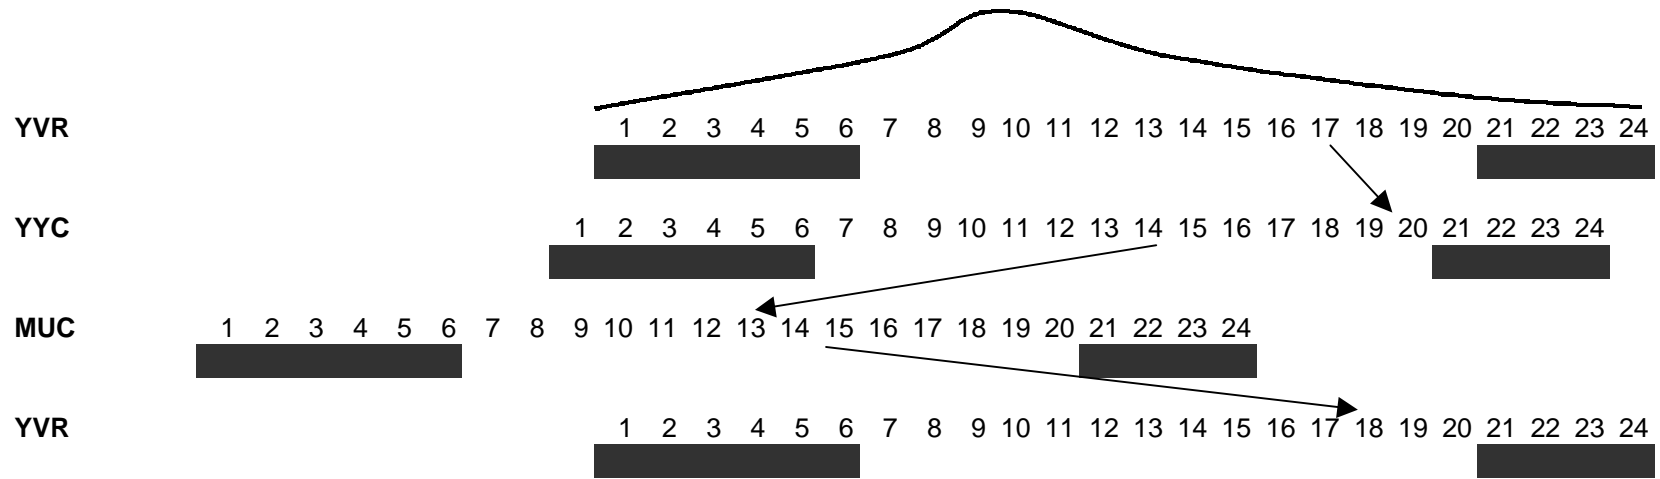 YVR 1 2 3 4 5 6 7 8 9 10 11 12 13 14 15 16 17 18 19 20 21 22 23 24
YYC 1 2 3 4 5 6 7 8 9 10 11 12 13 14 15 16 17 18 19 20 21 22 23 24
MUC 1 2 3 4 5 6 7 8 9 10 11 12 13 14 15 16 17 18 19 20 21 22 23 24
YVR 1 2 3 4 5 6 7 8 9 10 11 12 13 14 15 16 17 18 19 20 21 22 23 24